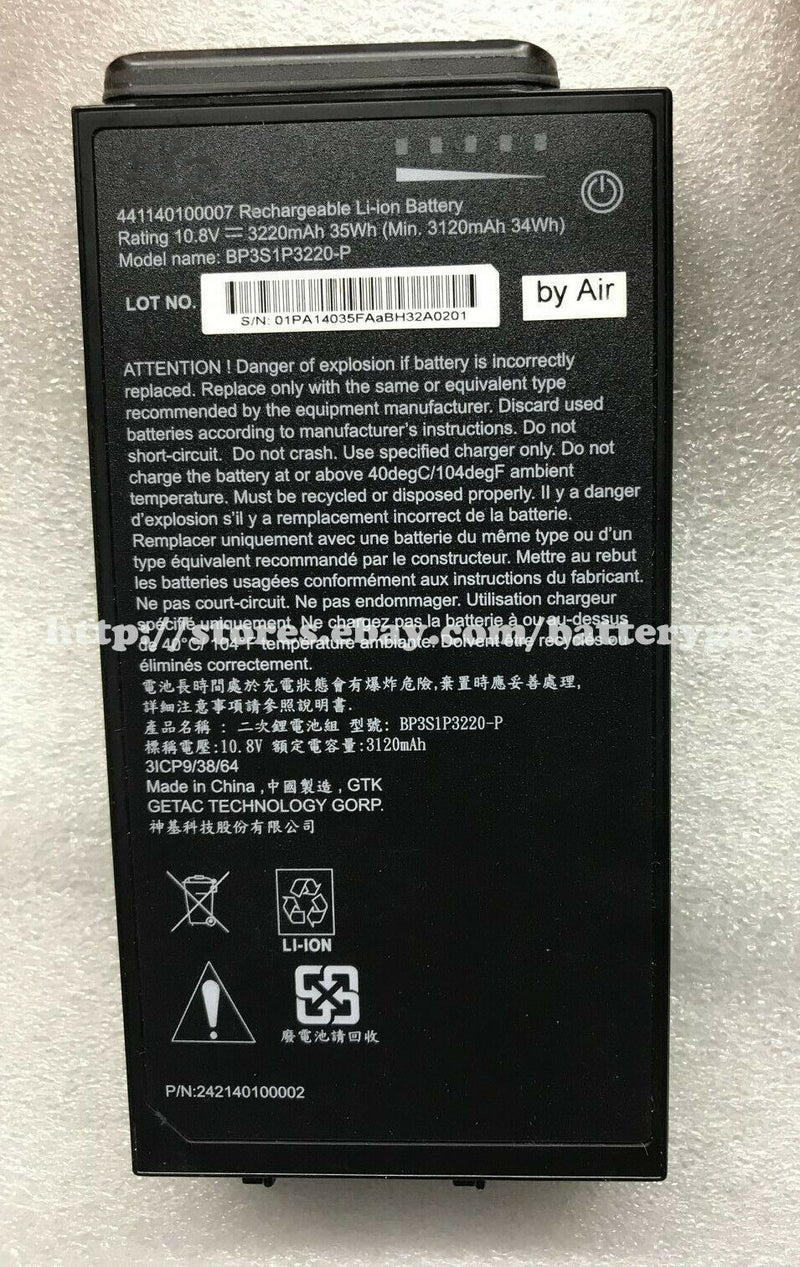 441140100007 Rechargeable Li-ion Battery
Rating 10.8V ⎓ 3220mAh 35Wh (Min. 3120mAh 34Wh)
Model name: BP3S1P3220-P
LOT NO.
S/N: 01PA14035FAaBH32A0201
by Air
ATTENTION ! Danger of explosion if battery is incorrectly
replaced. Replace only with the same or equivalent type
recommended by the equipment manufacturer. Discard used
batteries according to manufacturer's instructions. Do not
short-circuit. Do not crash. Use specified charger only. Do not
charge the battery at or above 40degC/104degF ambient
temperature. Must be recycled or disposed properly. Il y a danger
d'explosion s'il y a remplacement incorrect de la batterie.
Remplacer uniquement avec une batterie du même type ou d'un
type équivalent recommandé par le constructeur. Mettre au rebut
les batteries usagées conformément aux instructions du fabricant.
Ne pas court-circuit. Ne pas endommager. Utilisation chargeur
spécifié uniquement. Ne chargez pas la batterie à ou au-dessus
http://stores.ebay.com/battery
de 40°C/ 104°F température ambiante. Doivent être recyclés ou
éliminés correctement.
電池長時間處於充電狀態會有爆炸危險,棄置時應妥善處理,
詳細注意事項請參照說明書.
產品名稱 : 二次鋰電池組 型號: BP3S1P3220-P
標稱電壓:10.8V 額定電容量:3120mAh
3ICP9/38/64
Made in China ,中國製造 , GTK
GETAC TECHNOLOGY GORP.
神基科技股份有限公司
LI-ION
廢電池請回收
P/N:242140100002